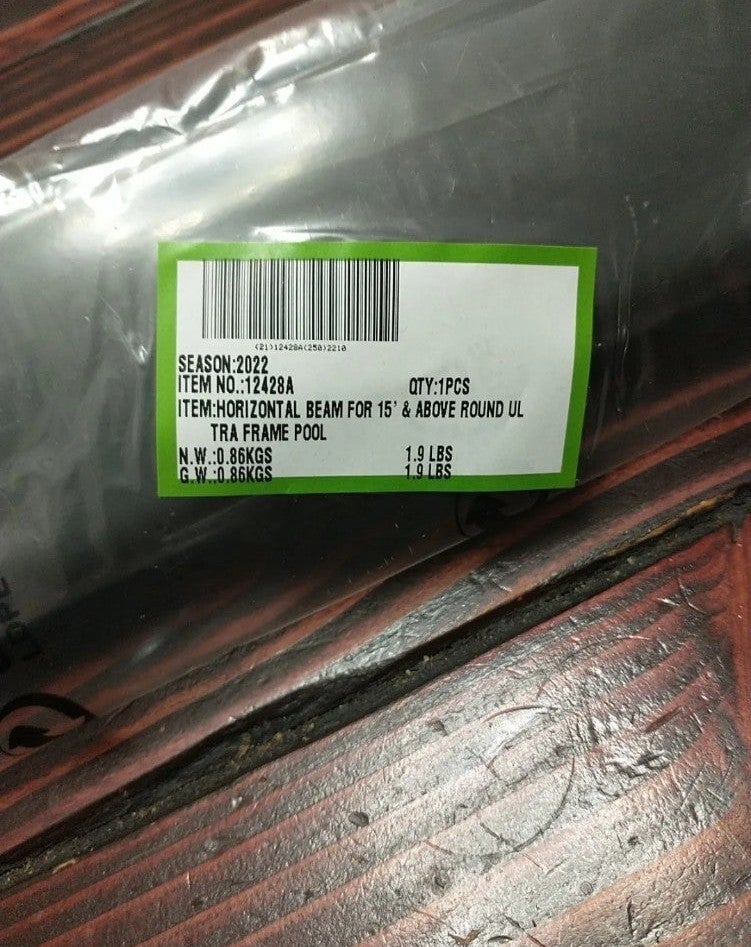 (21)12428A(250)2210
SEASON:2022
ITEM NO.:12428A QTY:1PCS
ITEM:HORIZONTAL BEAM FOR 15' & ABOVE ROUND UL
TRA FRAME POOL
N.W.:0.86KGS 1.9 LBS
G.W.:0.86KGS 1.9 LBS